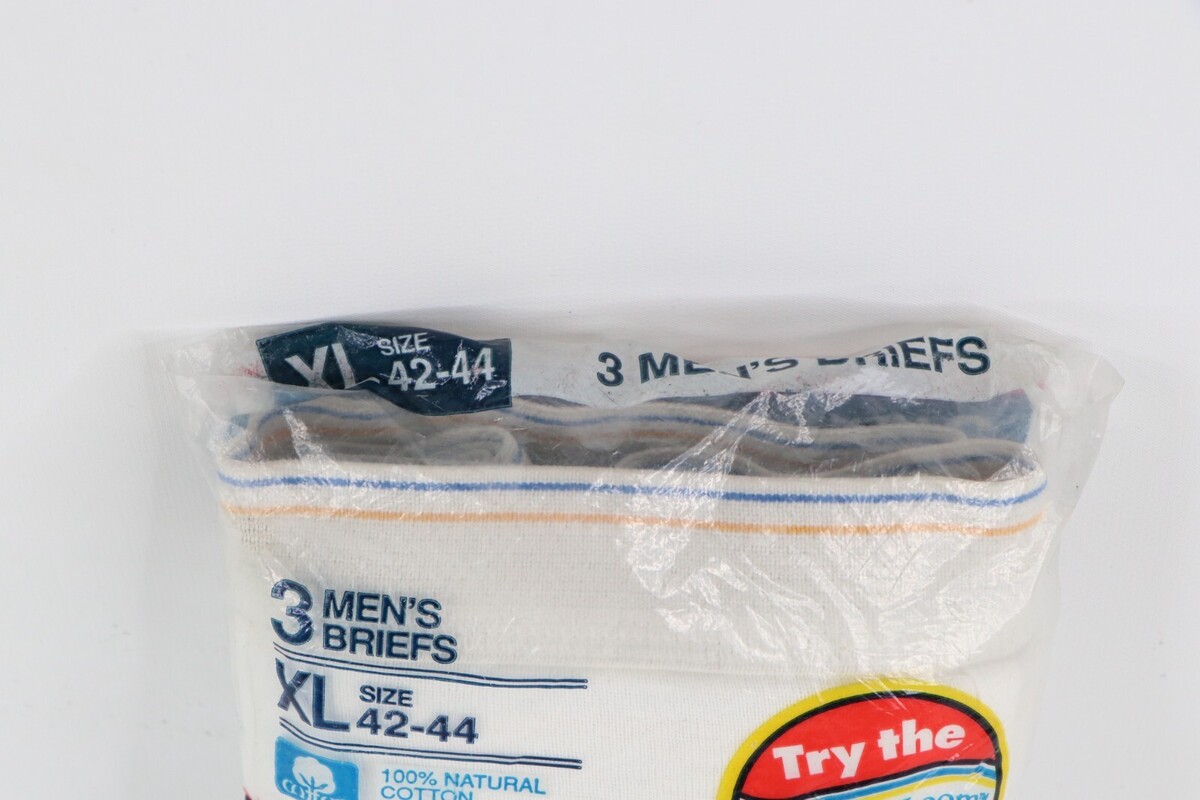 XL SIZE 42-44
3 MEN'S BRIEFS
3 MEN'S BRIEFS
XL SIZE 42-44
100% NATURAL
COTTON
Try the